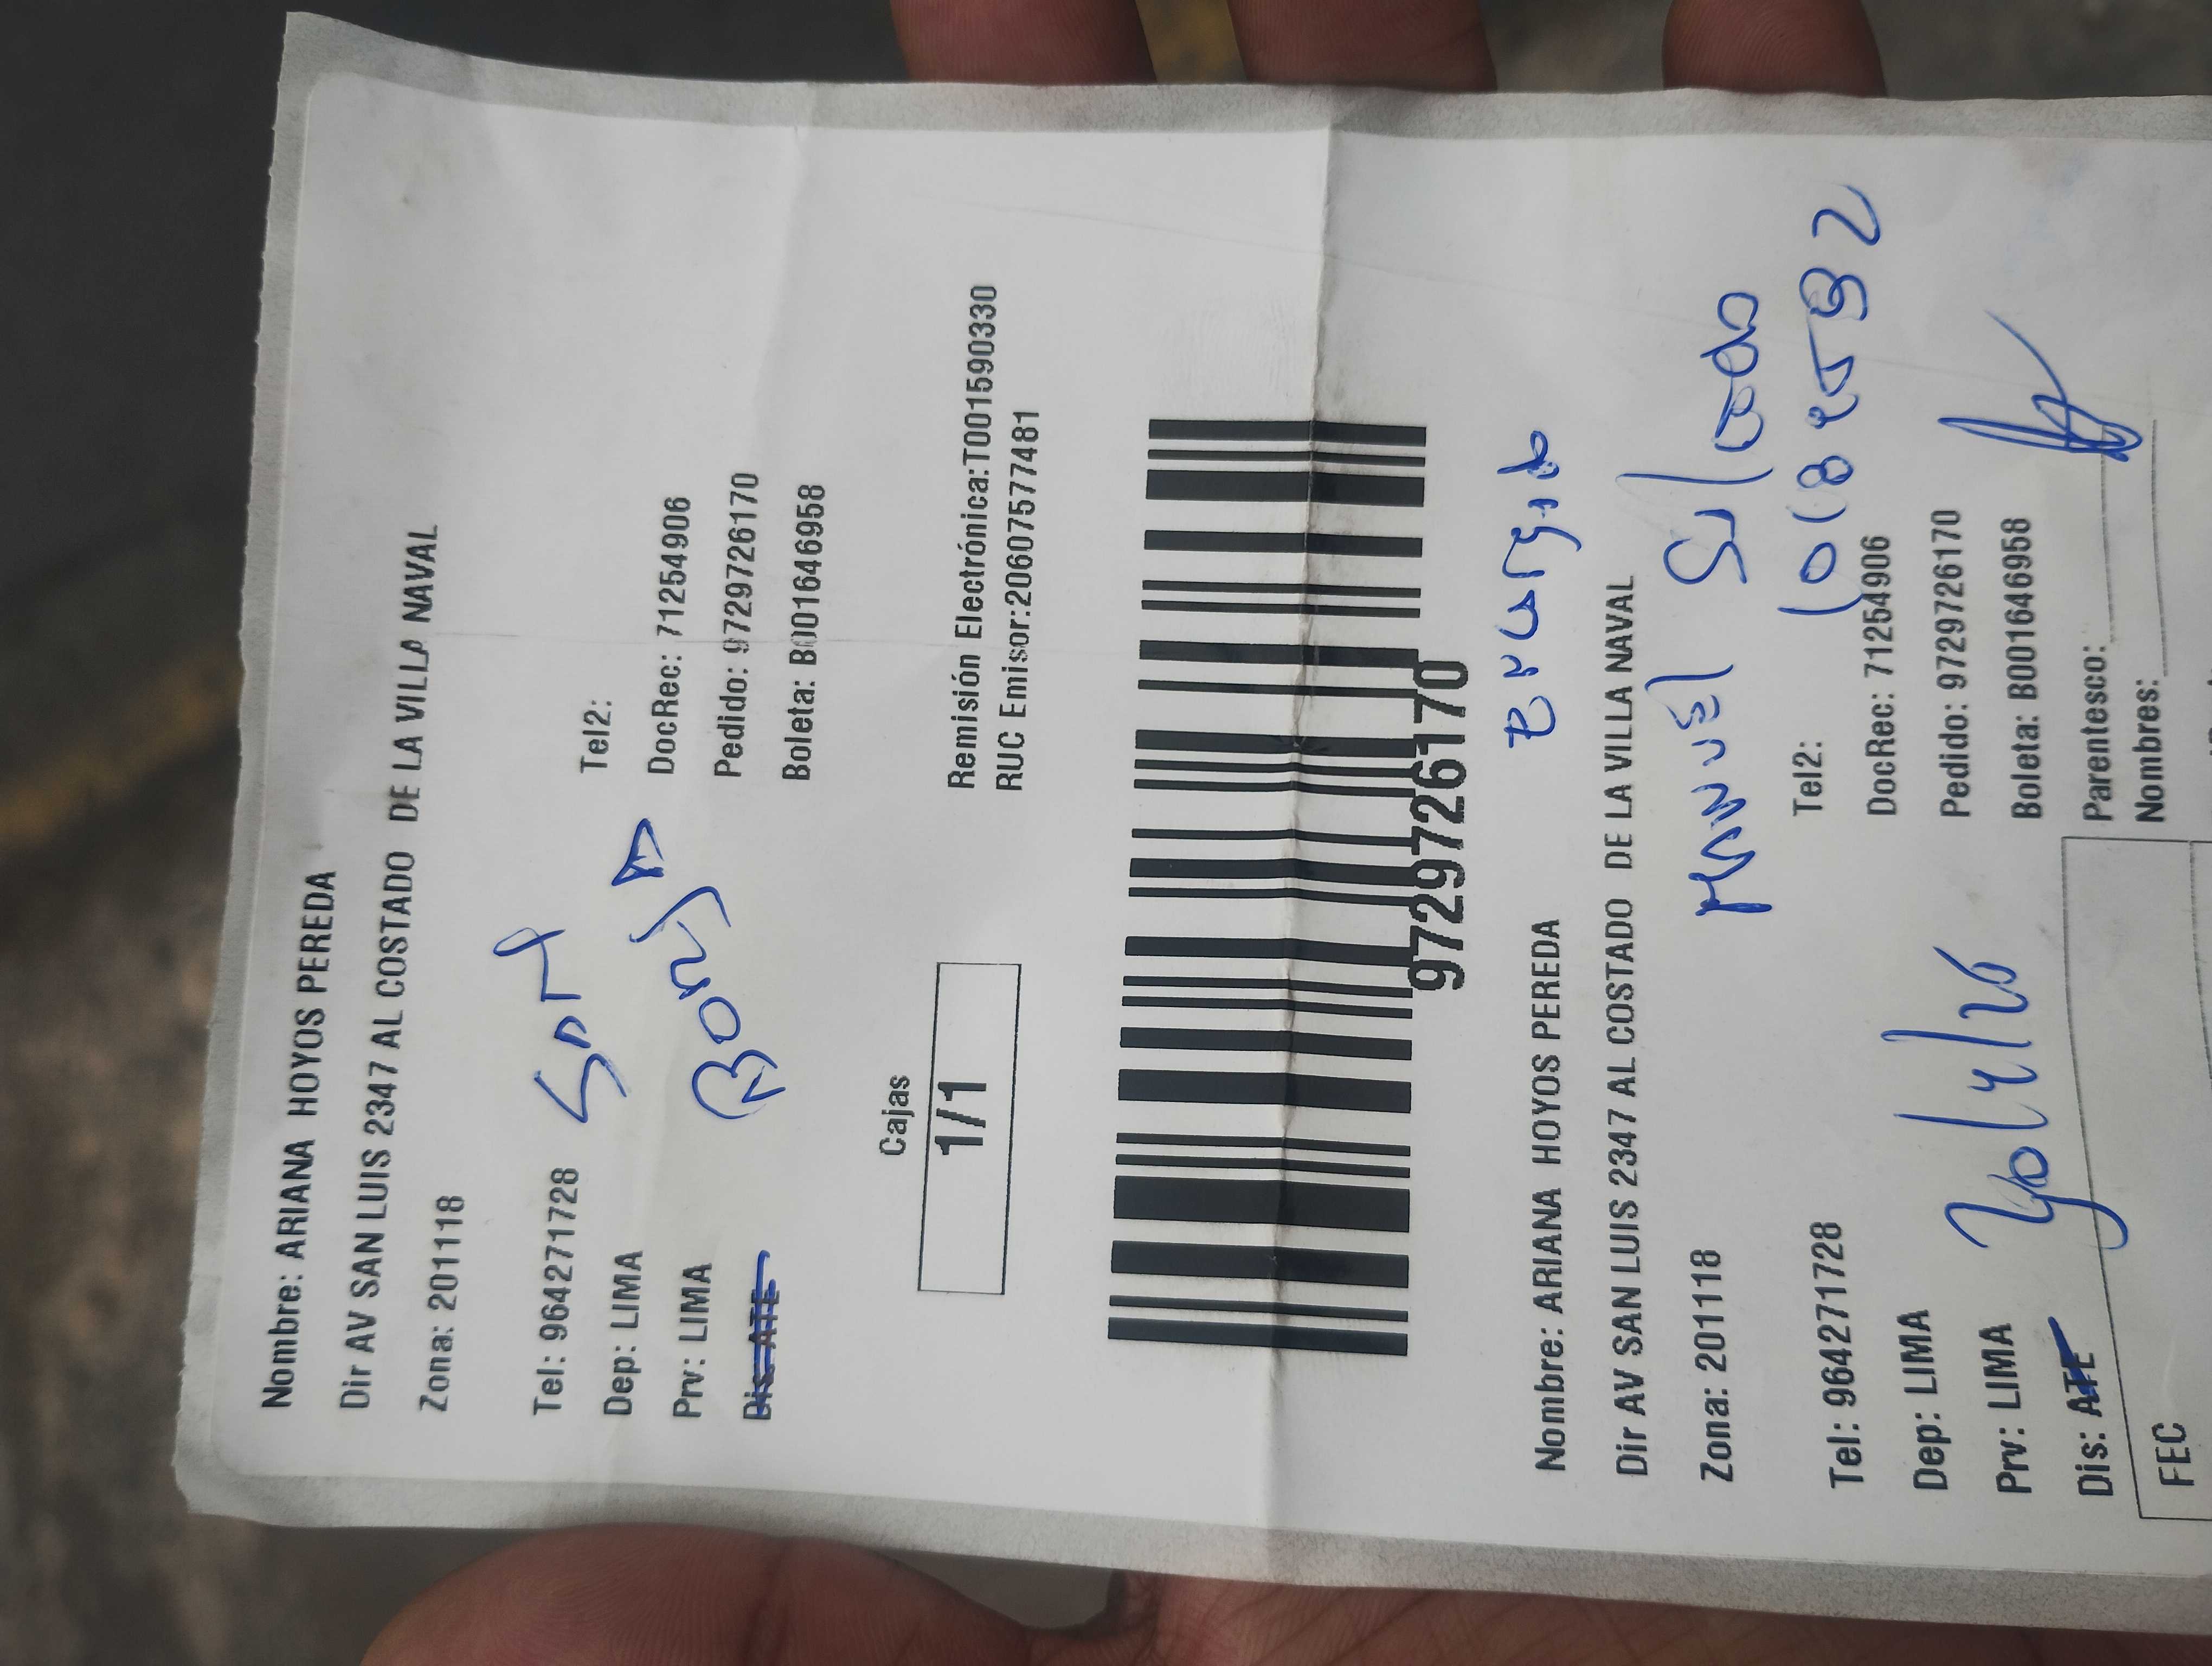 Nombre: ARIANA HOYOS PEREDA
Dir AV SAN LUIS 2347 AL COSTADO DE LA VILLA NAVAL
Zona: 201118
Tel: 964271728
Tel2:
Dep: LIMA
DocRec: 71254906
Prv: LIMA
Pedido: 9729726170
Dis: ATE
Boleta: B001646958
San
Borja
Cajas
1/1
Remisión Electrónica:T001590330
RUC Emisor:20607577481
9729726170
Nombre: ARIANA HOYOS PEREDA
Dir AV SAN LUIS 2347 AL COSTADO DE LA VILLA NAVAL
Zona: 201118
Manuel
Tel: 964271728
Tel2:
Dep: LIMA
DocRec: 71254906
Prv: LIMA
Pedido: 9729726170
Dis: ATE
Boleta: B001646958
Parentesco:
Nombres:
FEC